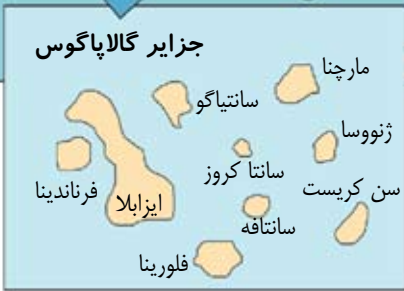 جزایر گالاپاگوس
مارچنا
سانتیاگو
ژنووسا
سانتا کروز
سن کریست
فرناندینا
ایزابلا
سانتافه
فلورینا